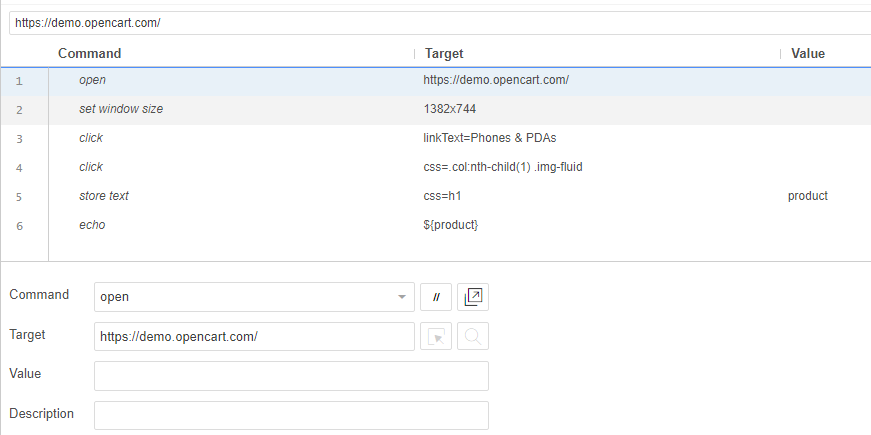 https://demo.opencart.com/
Command Target Value
1 open https://demo.opencart.com/
2 set window size 1382x744
3 click linkText=Phones & PDAs
4 click css=.col:nth-child(1) .img-fluid
5 store text css=h1 product
6 echo ${product}
Command open //
Target https://demo.opencart.com/
Value
Description